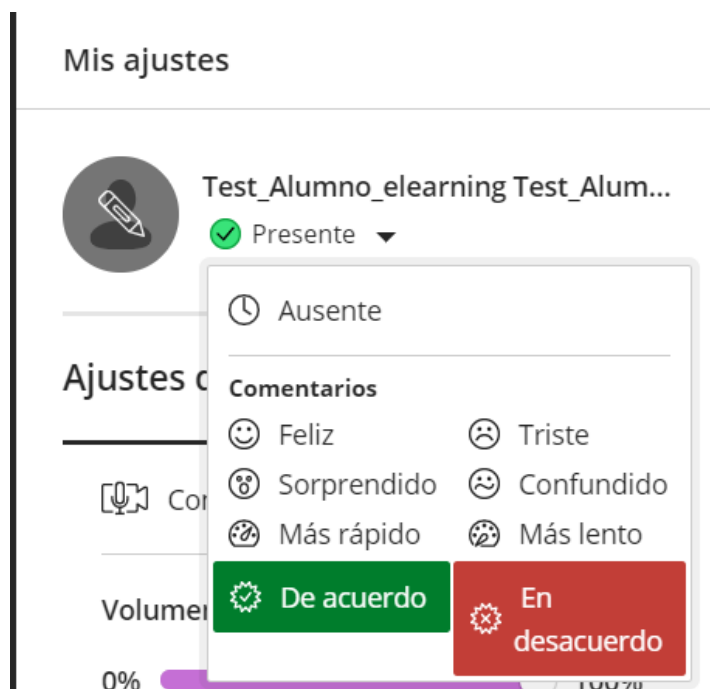 Mis ajustes
Test_Alumno_elearning Test_Alum...
Presente
Ausente
Ajustes
Comentarios
Feliz
Triste
Sorprendido
Confundido
Más rápido
Más lento
De acuerdo
En
desacuerdo
0%
100%